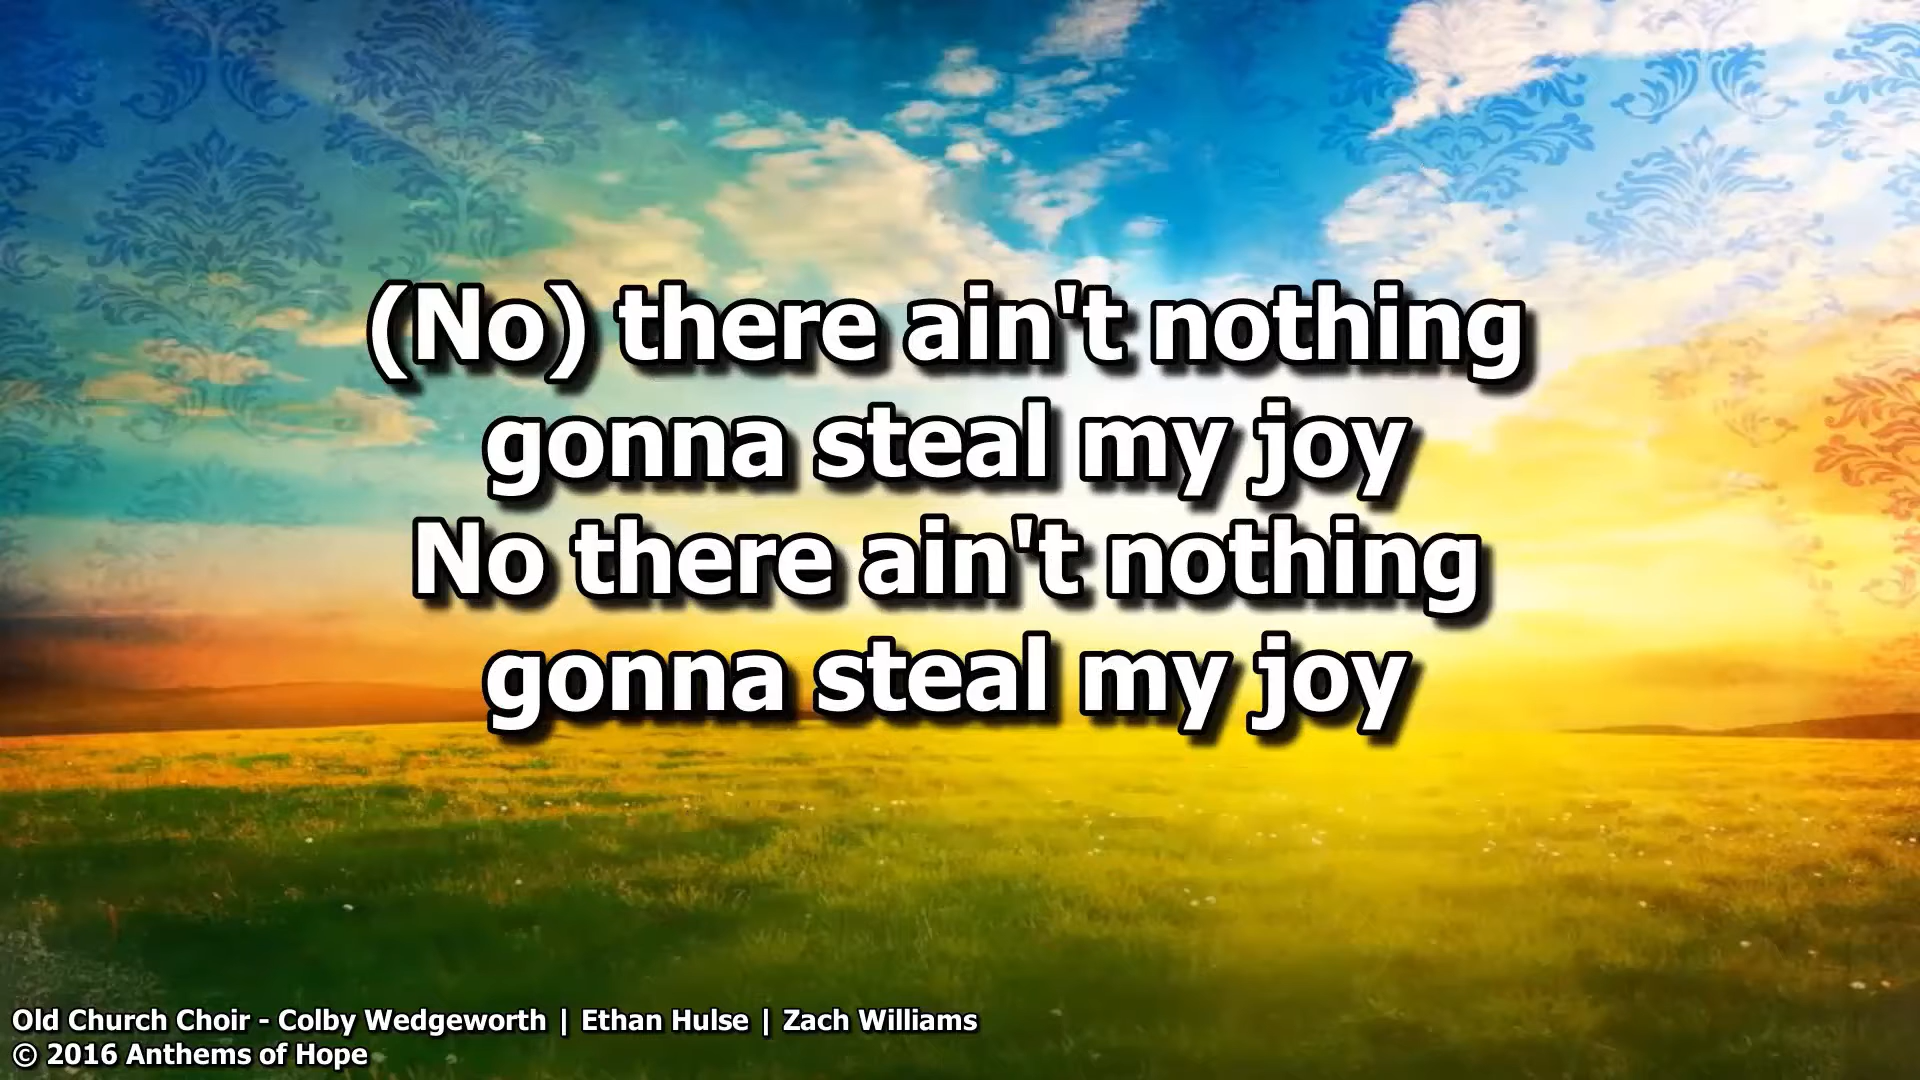 (No) there ain't nothing
gonna steal my joy
No there ain't nothing
gonna steal my joy
Old Church Choir - Colby Wedgeworth | Ethan Hulse | Zach Williams
© 2016 Anthems of Hope